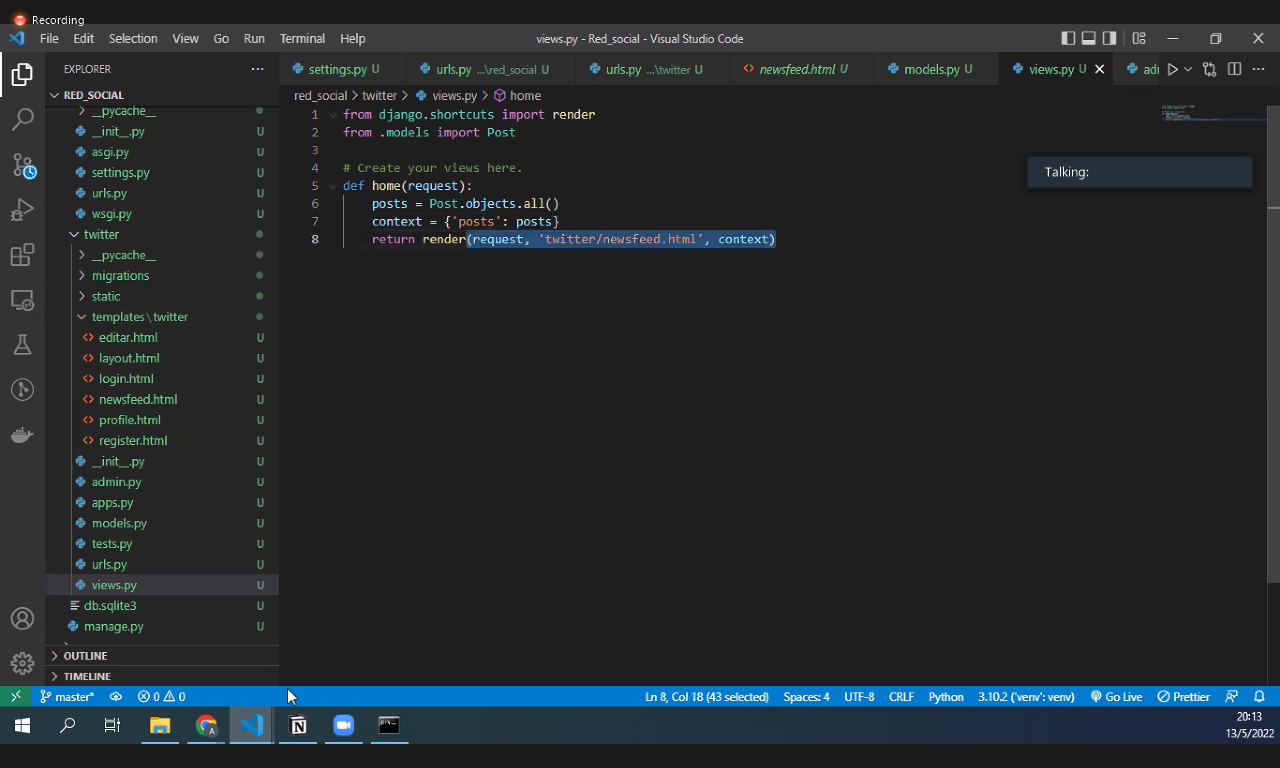 Recording
File Edit Selection View Go Run Terminal Help
views.py - Red_social - Visual Studio Code
EXPLORER
settings.py U
urls.py ...\red_social U
urls.py ...\twitter U
newsfeed.html U
models.py U
views.py U
RED_SOCIAL
red_social > twitter > views.py > home
__pycache__
__init__.py U
asgi.py U
settings.py U
urls.py U
wsgi.py U
twitter
__pycache__
migrations
static
templates\twitter
editar.html U
layout.html U
login.html U
newsfeed.html U
profile.html U
register.html U
__init__.py U
admin.py U
apps.py U
models.py U
tests.py U
urls.py U
views.py U
db.sqlite3 U
manage.py U
OUTLINE
TIMELINE
1 from django.shortcuts import render
2 from .models import Post
3
4 # Create your views here.
5 def home(request):
6 posts = Post.objects.all()
7 context = {'posts': posts}
8 return render(request, 'twitter/newsfeed.html', context)
Talking:
master* 0 0 Ln 8, Col 18 (43 selected) Spaces: 4 UTF-8 CRLF Python 3.10.2 ('venv': venv) Go Live Prettier
20:13
13/5/2022